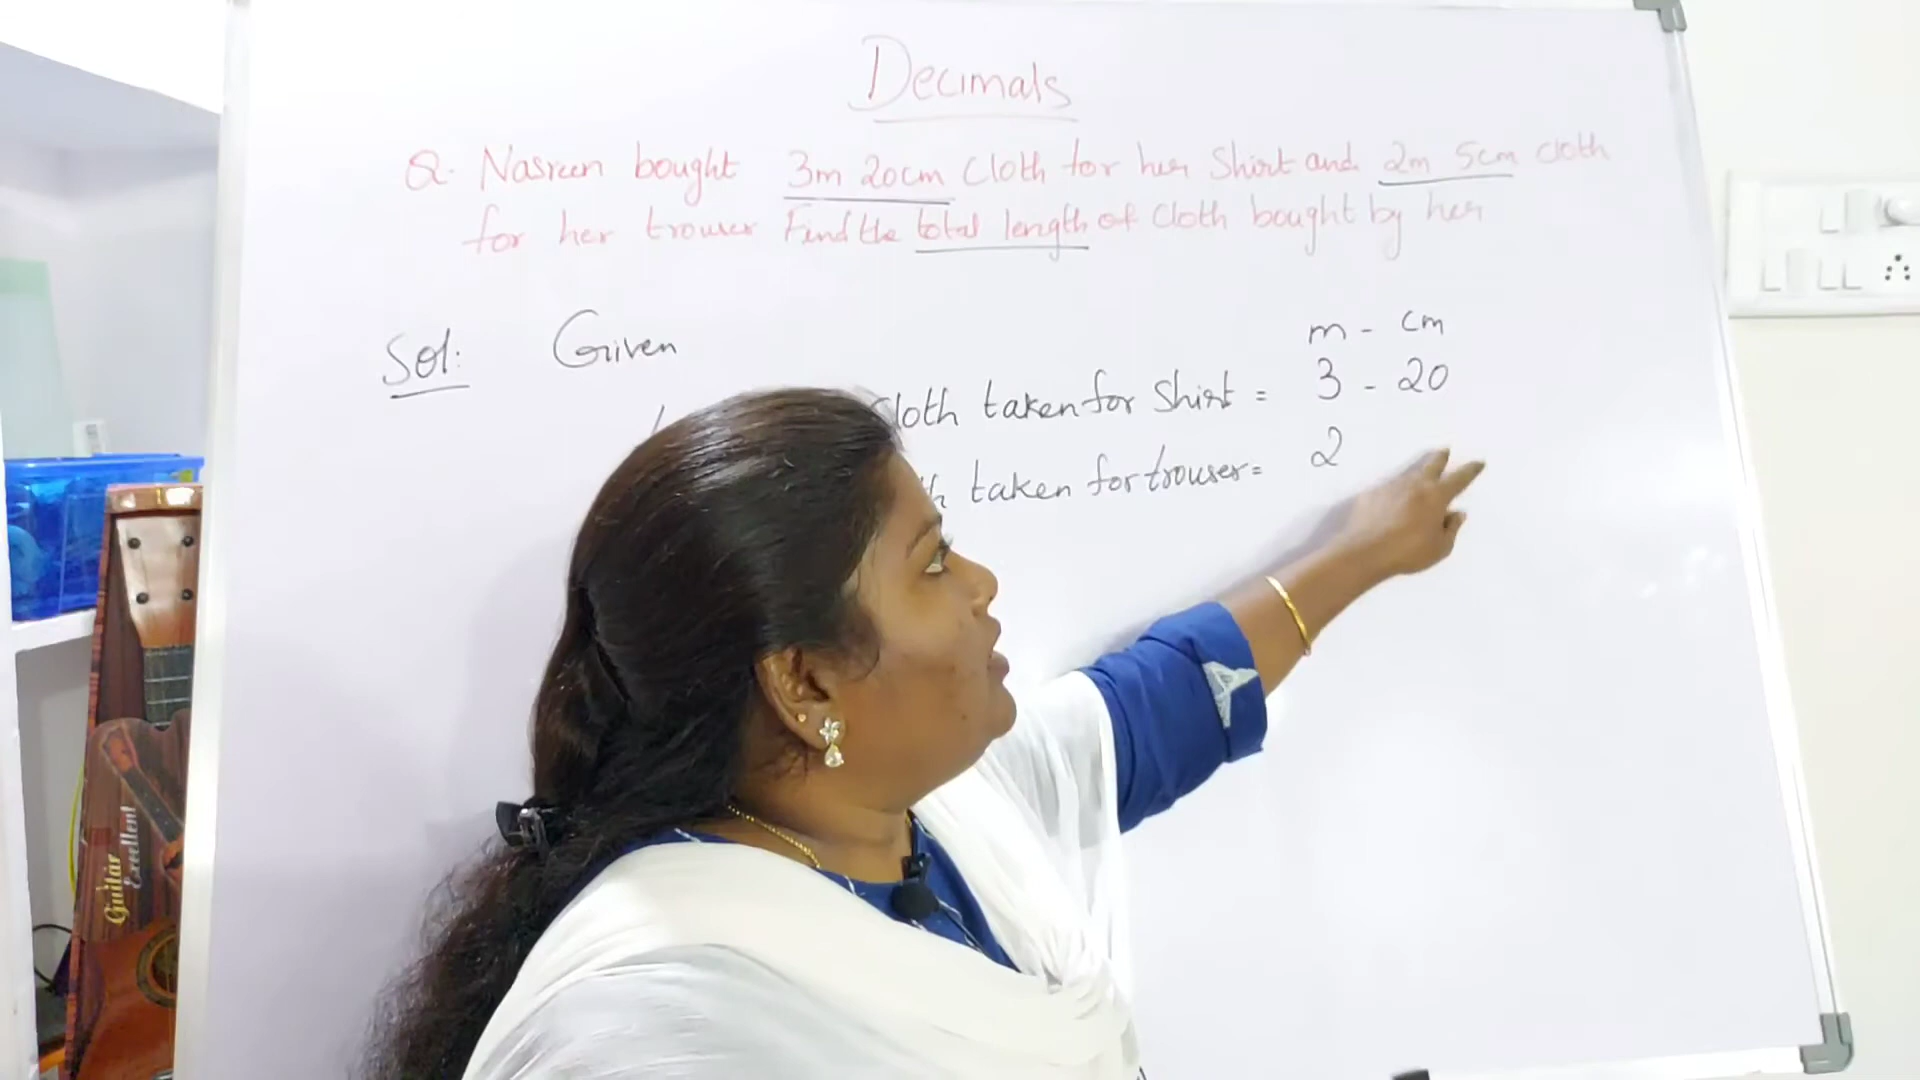 Decimals
Q. Nasreen bought 3m 20cm cloth for her shirt and 2m 5cm cloth
for her trouser Find the total length of cloth bought by her
Sol: Given
m - cm
cloth taken for shirt = 3 - 20
taken for trouser = 2
Guitar
Excellent